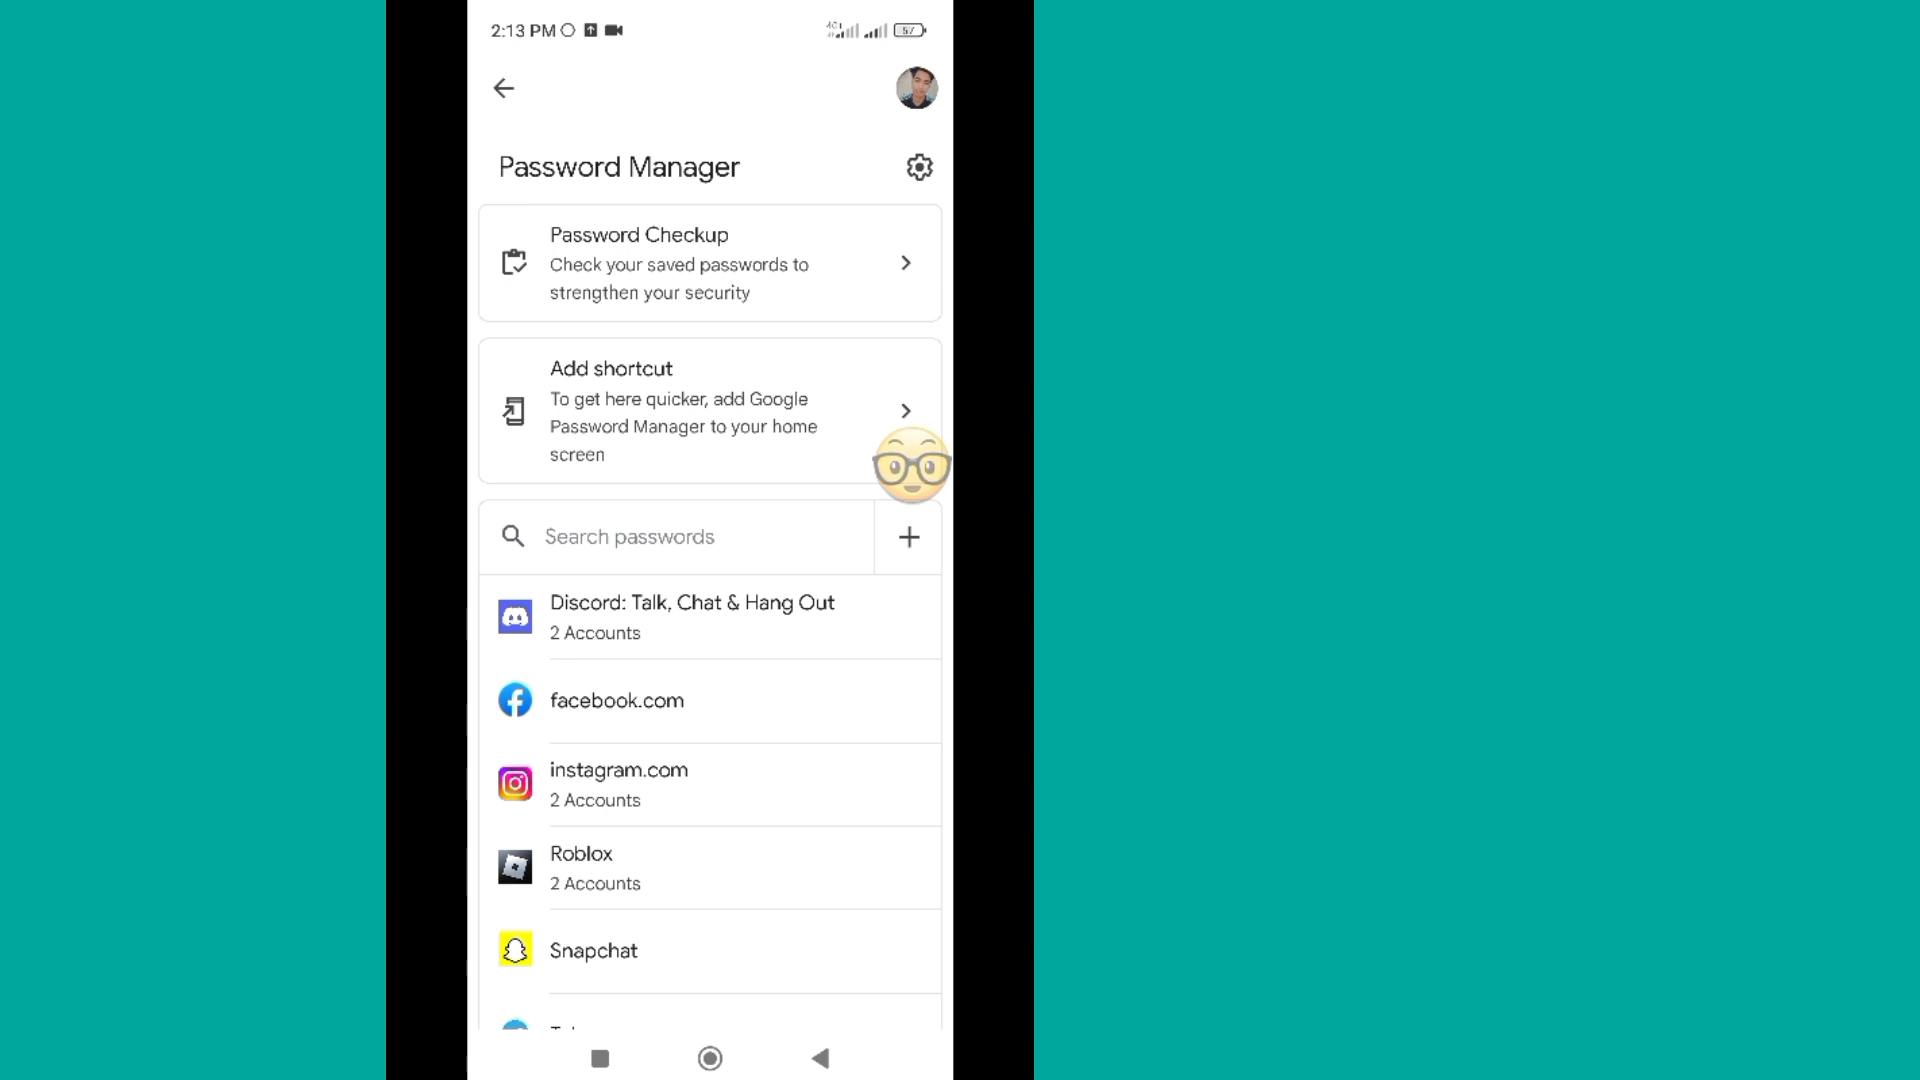 2:13 PM
57
Password Manager
Password Checkup
Check your saved passwords to
strengthen your security
Add shortcut
To get here quicker, add Google
Password Manager to your home
screen
Search passwords
Discord: Talk, Chat & Hang Out
2 Accounts
facebook.com
instagram.com
2 Accounts
Roblox
2 Accounts
Snapchat